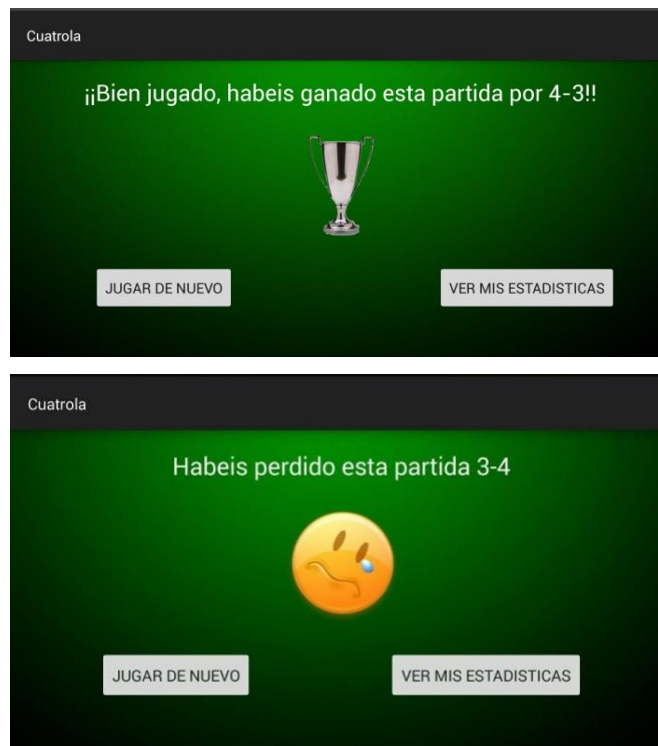 Cuatrola
¡¡Bien jugado, habeis ganado esta partida por 4-3!!
JUGAR DE NUEVO
VER MIS ESTADISTICAS
Cuatrola
Habeis perdido esta partida 3-4
JUGAR DE NUEVO
VER MIS ESTADISTICAS